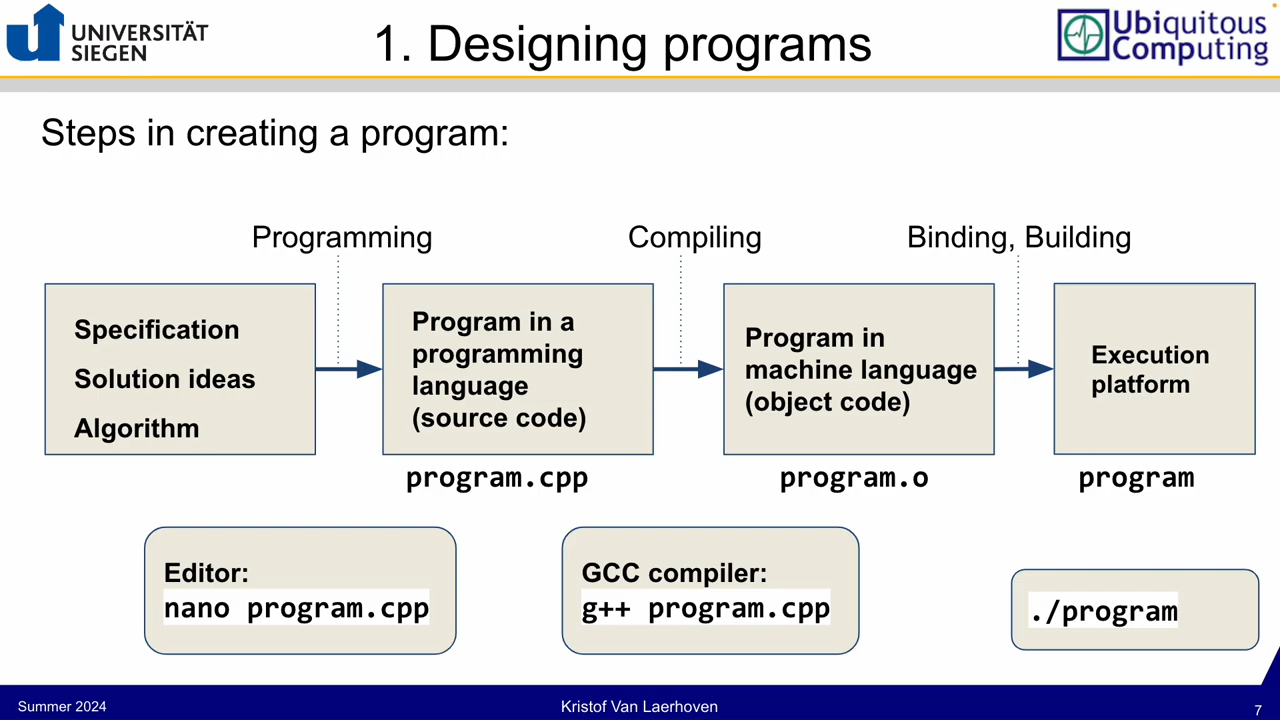 UNIVERSITÄT
SIEGEN
1. Designing programs
Ubiquitous
Computing
Steps in creating a program:
Programming
Compiling
Binding, Building
Specification
Solution ideas
Algorithm
Program in a
programming
language
(source code)
Program in
machine language
(object code)
Execution
platform
program.cpp
program.o
program
Editor:
nano program.cpp
GCC compiler:
g++ program.cpp
./program
Summer 2024
Kristof Van Laerhoven
7